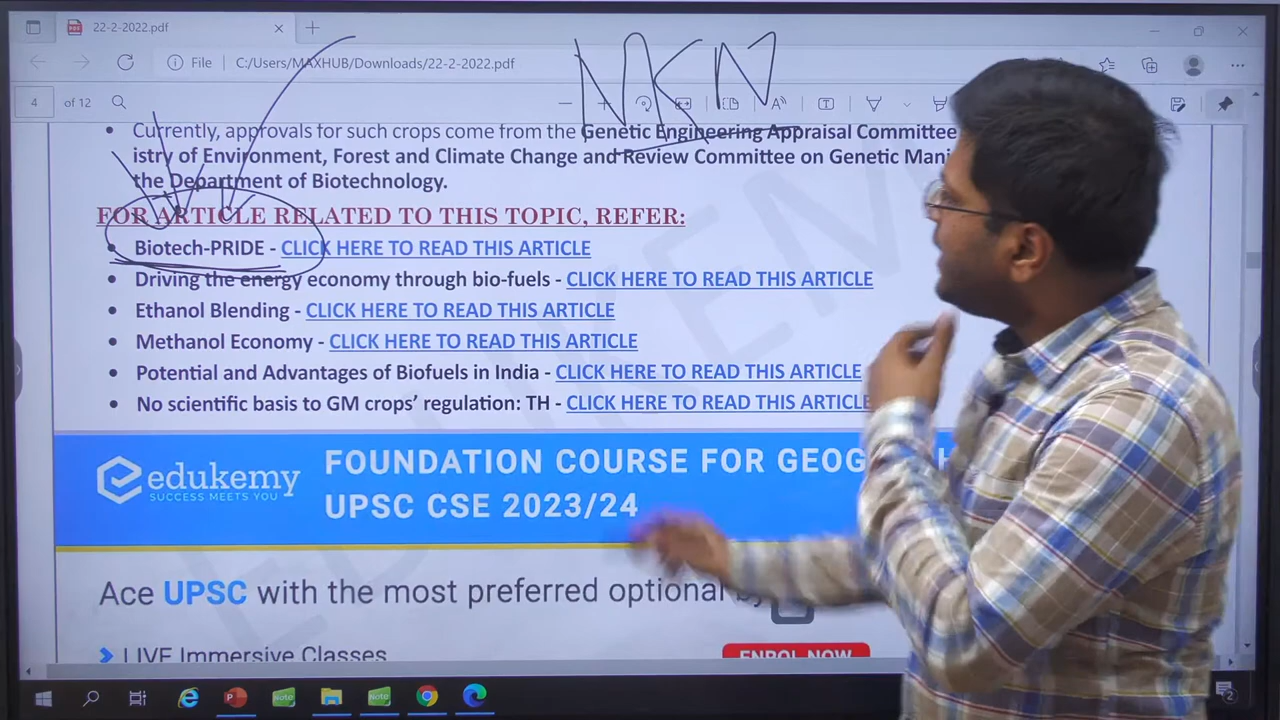 22-2-2022.pdf
File C:/Users/MAXHUB/Downloads/22-2-2022.pdf
NKN
4 of 12
• Currently, approvals for such crops come from the Genetic Engineering Appraisal Committee
istry of Environment, Forest and Climate Change and Review Committee on Genetic Mani
the Department of Biotechnology.
FOR ARTICLE RELATED TO THIS TOPIC, REFER:
• Biotech-PRIDE - CLICK HERE TO READ THIS ARTICLE
• Driving the energy economy through bio-fuels - CLICK HERE TO READ THIS ARTICLE
• Ethanol Blending - CLICK HERE TO READ THIS ARTICLE
• Methanol Economy - CLICK HERE TO READ THIS ARTICLE
• Potential and Advantages of Biofuels in India - CLICK HERE TO READ THIS ARTICLE
• No scientific basis to GM crops' regulation: TH - CLICK HERE TO READ THIS ARTICLE
EDUKEM
edukemy
SUCCESS MEETS YOU
FOUNDATION COURSE FOR GEOG
UPSC CSE 2023/24
Ace UPSC with the most preferred optional by
LIVE Immersive Classes
ENROL NOW